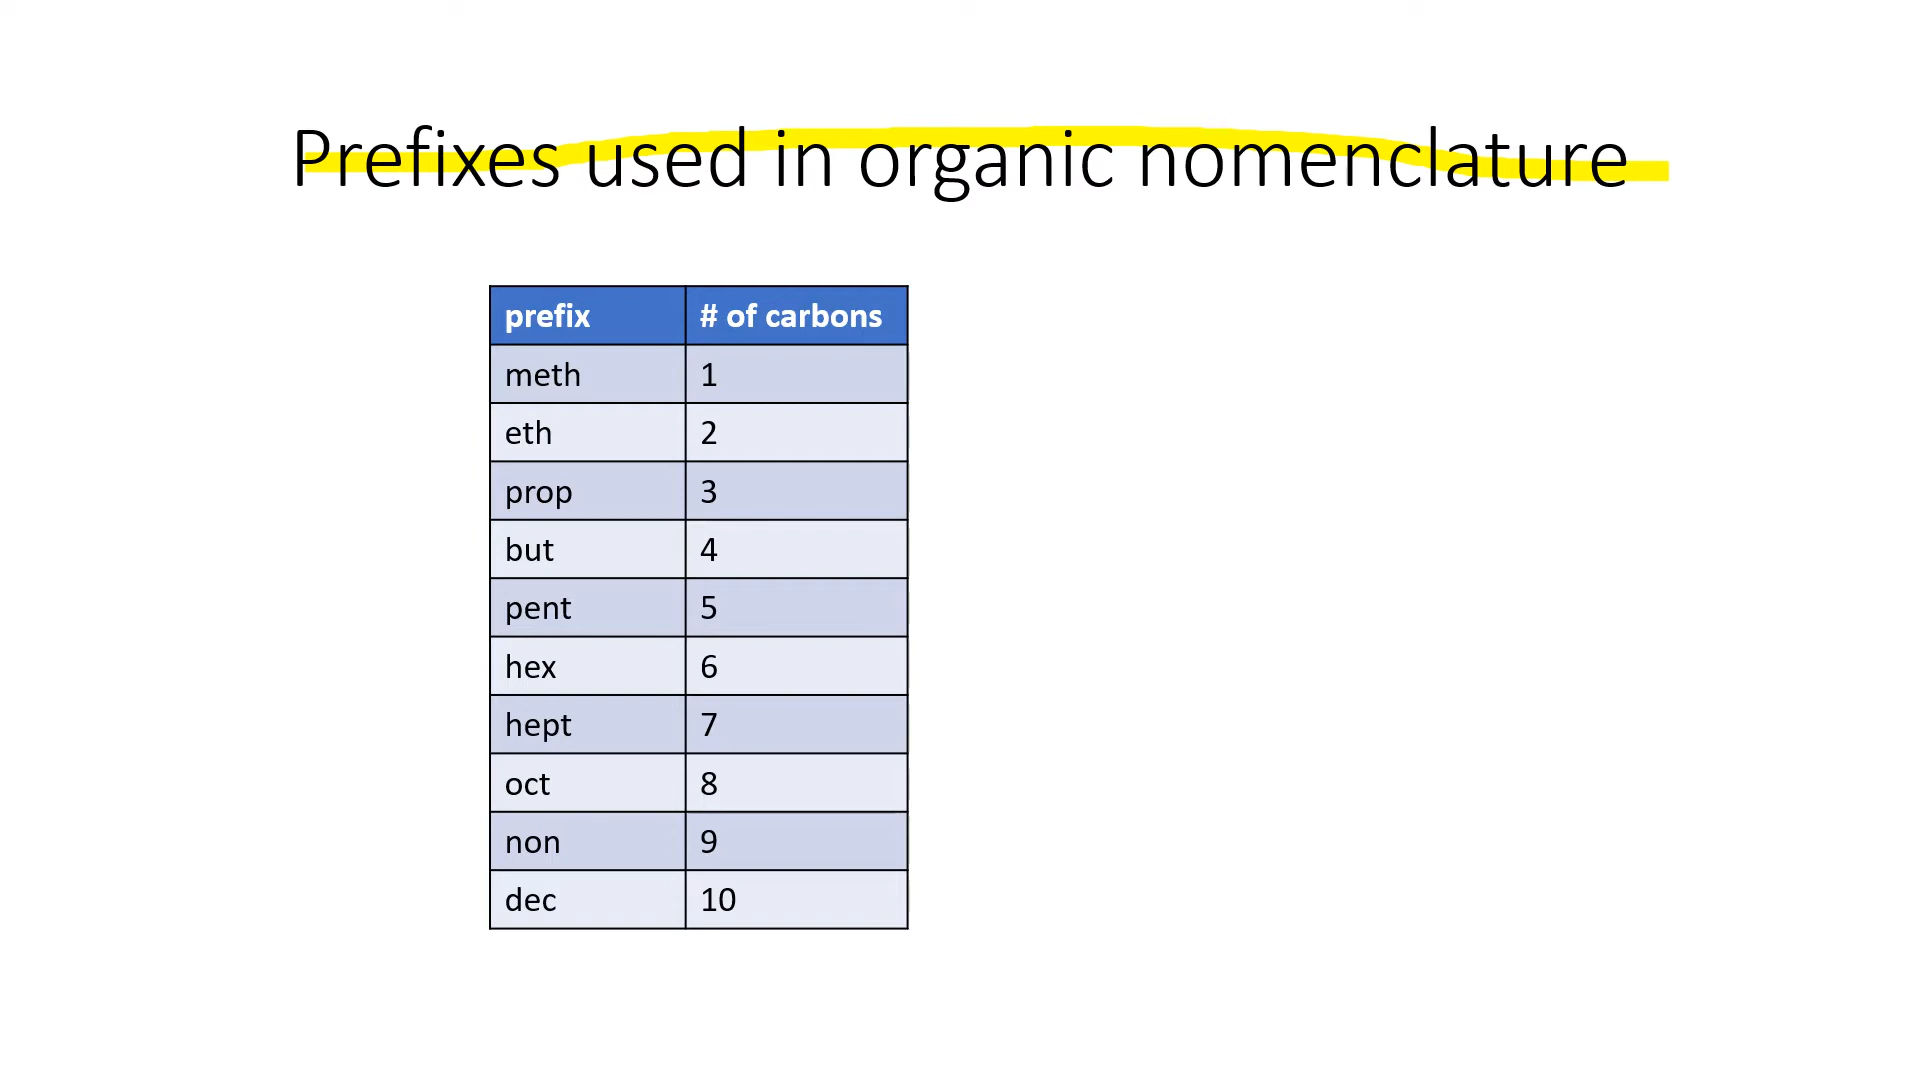 Prefixes used in organic nomenclature
prefix # of carbons
meth 1
eth 2
prop 3
but 4
pent 5
hex 6
hept 7
oct 8
non 9
dec 10